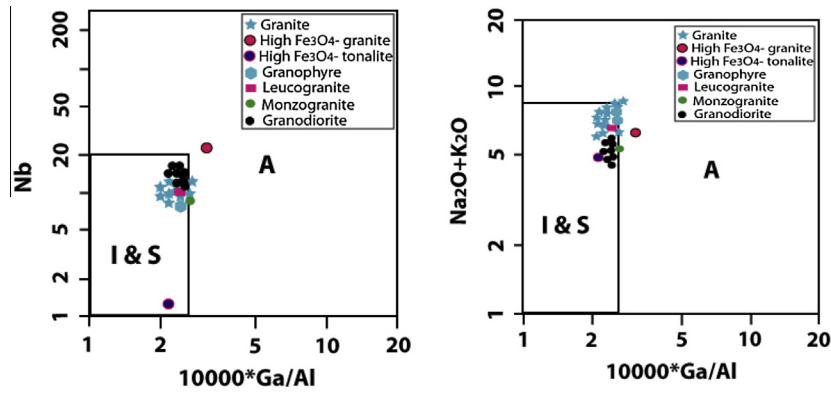 200
50
20
5
2
1
Nb
Granite
High Fe3O4- granite
High Fe3O4- tonalite
Granophyre
Leucogranite
Monzogranite
Granodiorite
A
I & S
1 2 5 10 20
10000*Ga/Al
20
10
5
2
1
Na2O+K2O
Granite
High Fe3O4- granite
High Fe3O4- tonalite
Granophyre
Leucogranite
Monzogranite
Granodiorite
A
I & S
1 2 5 10 20
10000*Ga/Al